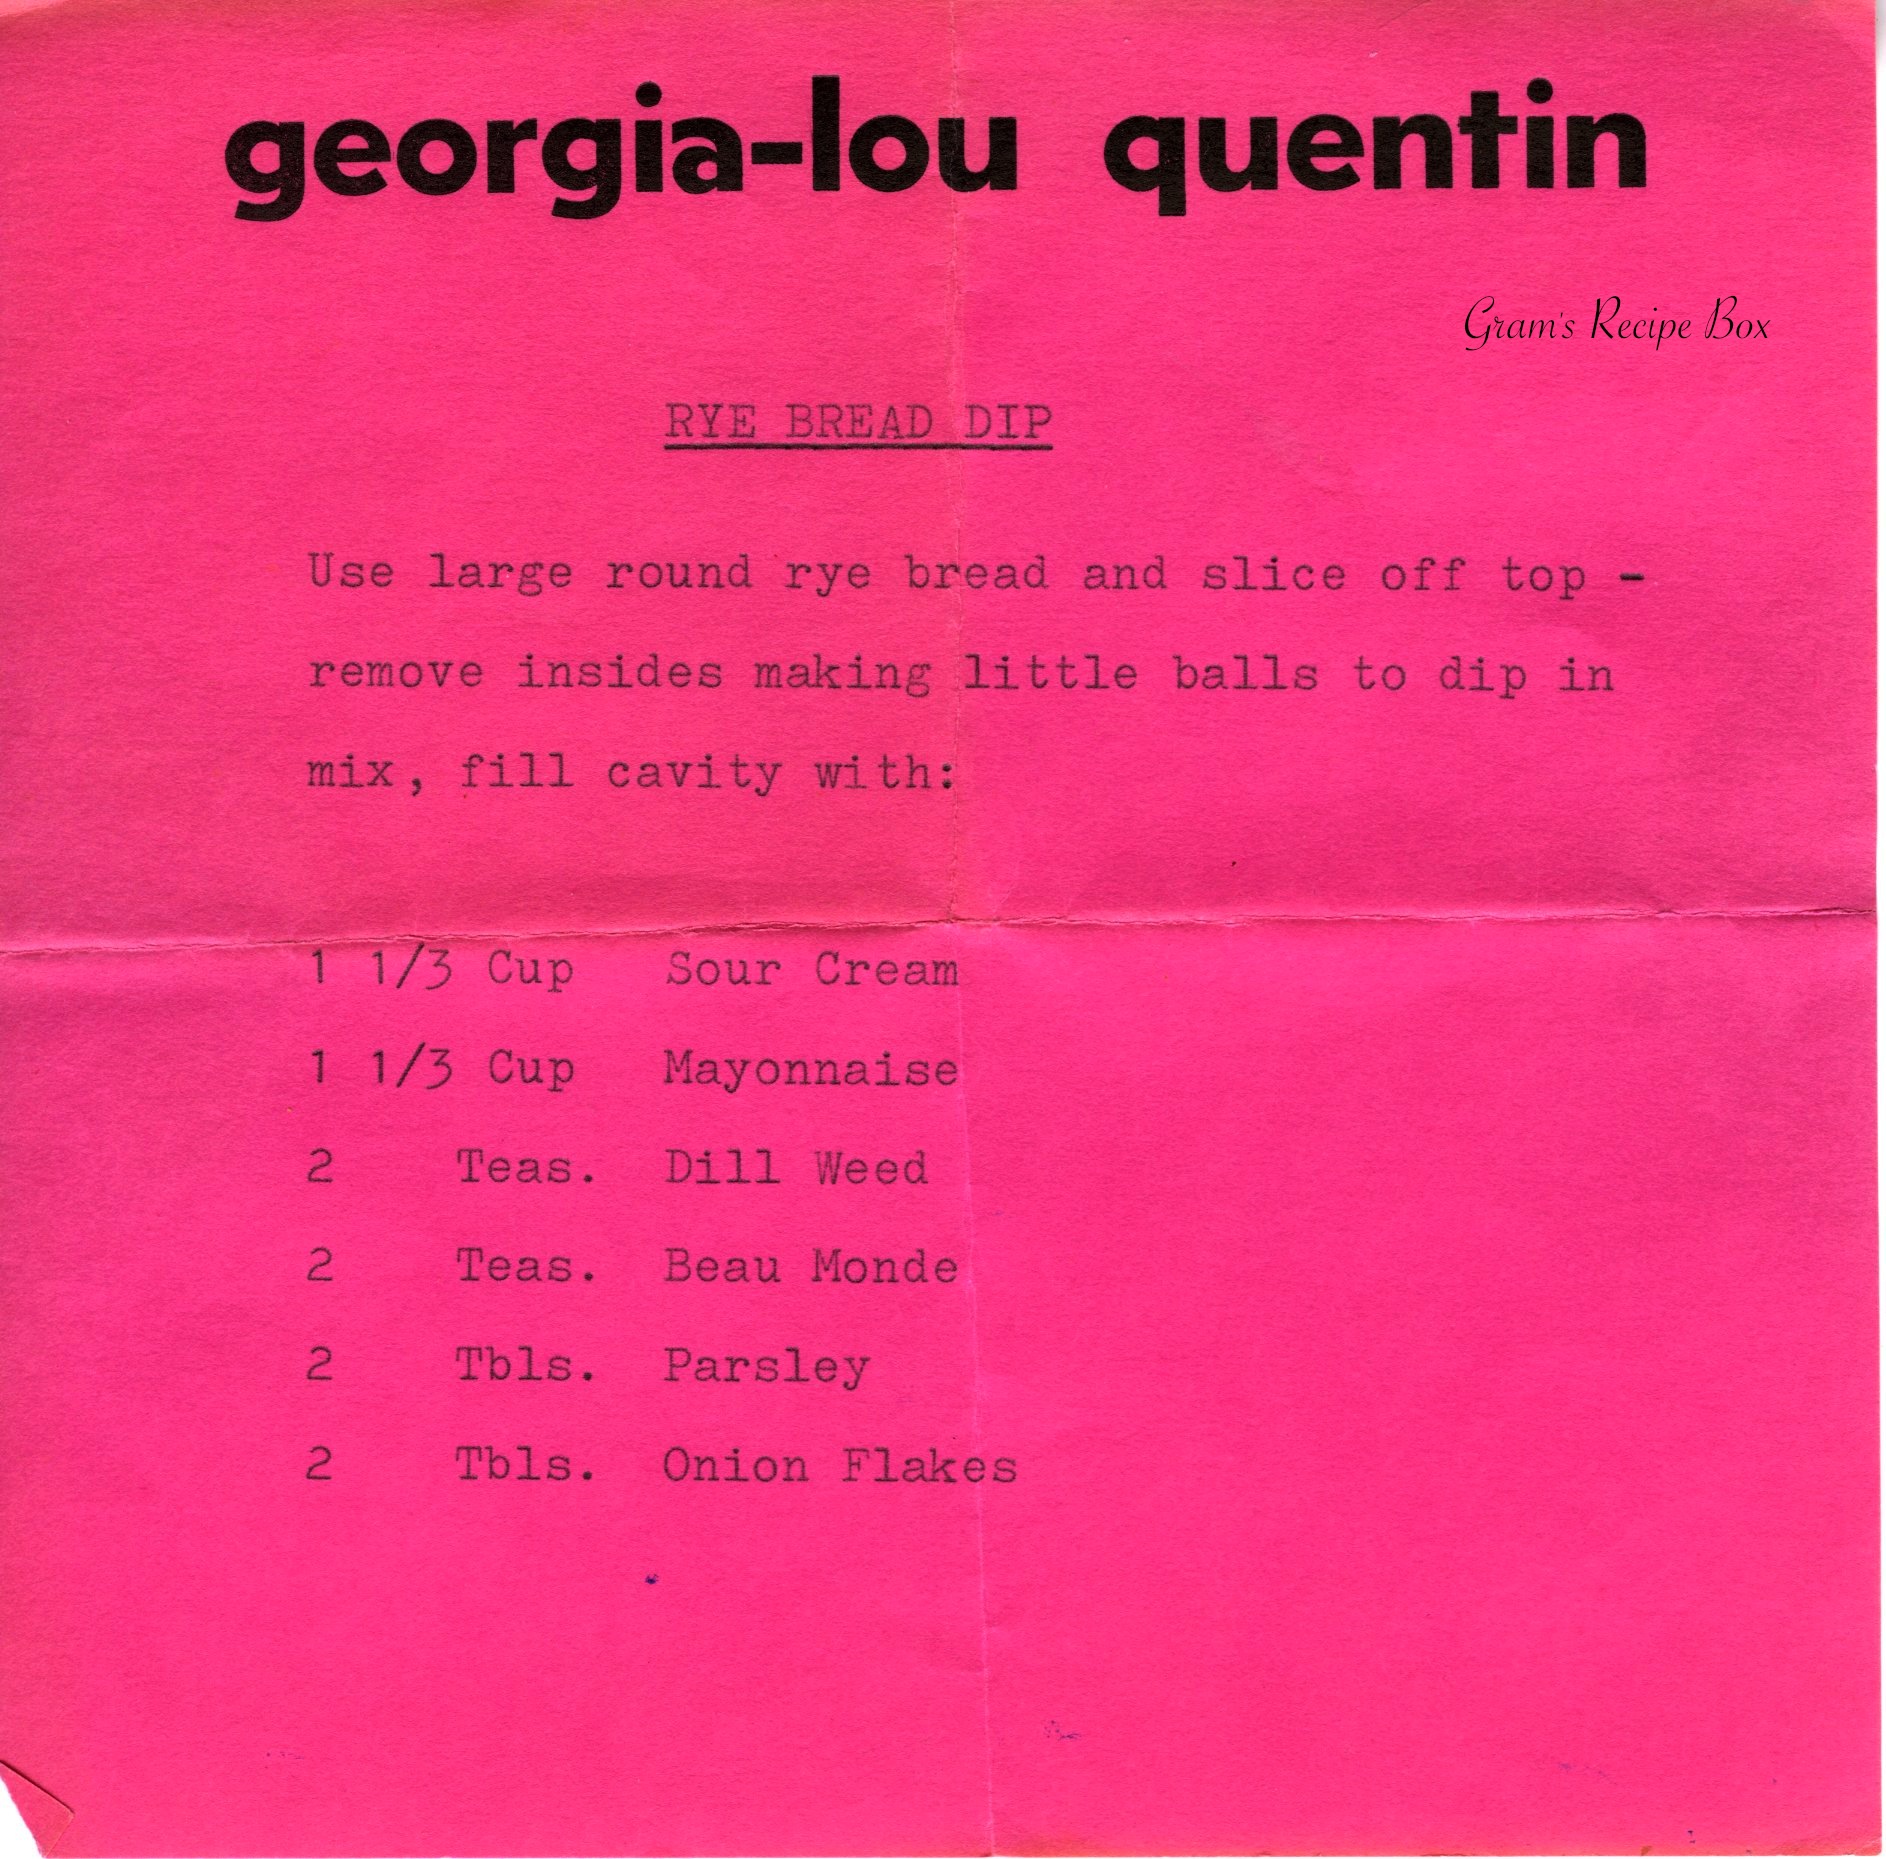 georgia-lou quentin
Gram's Recipe Box
RYE BREAD DIP
Use large round rye bread and slice off top -
remove insides making little balls to dip in
mix, fill cavity with:
1 1/3 Cup Sour Cream
1 1/3 Cup Mayonnaise
2 Teas. Dill Weed
2 Teas. Beau Monde
2 Tbls. Parsley
2 Tbls. Onion Flakes